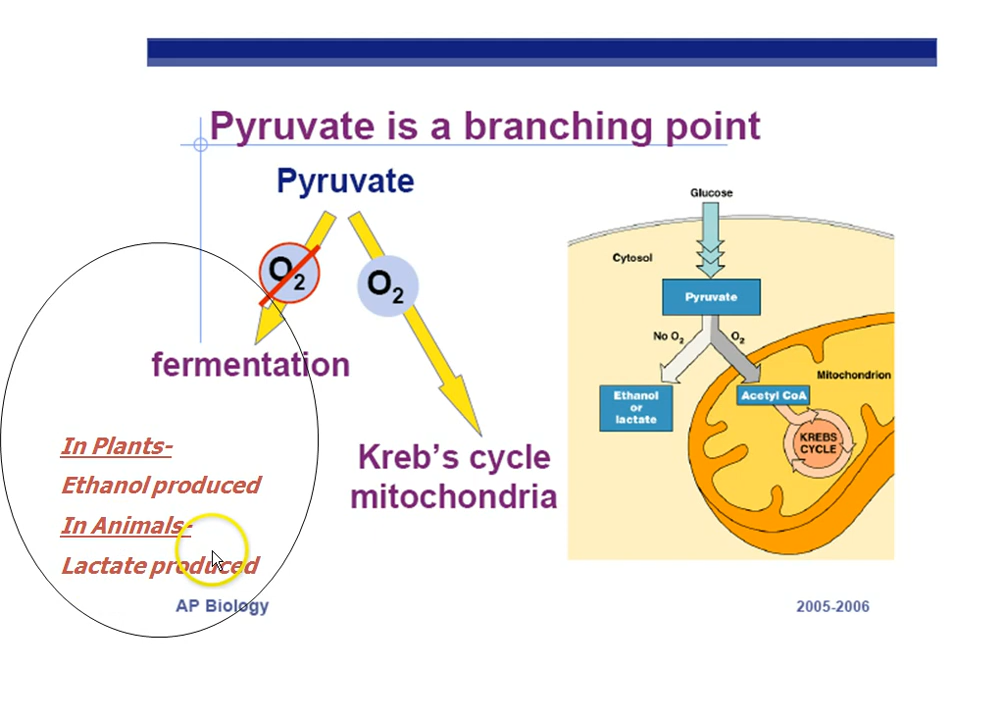 Pyruvate is a branching point
Pyruvate
O2
O2
fermentation
Kreb's cycle
mitochondria
In Plants-
Ethanol produced
In Animals-
Lactate produced
Glucose
Cytosol
Pyruvate
No O2
O2
Mitochondrion
Ethanol
or
lactate
Acetyl CoA
KREBS
CYCLE
AP Biology
2005-2006